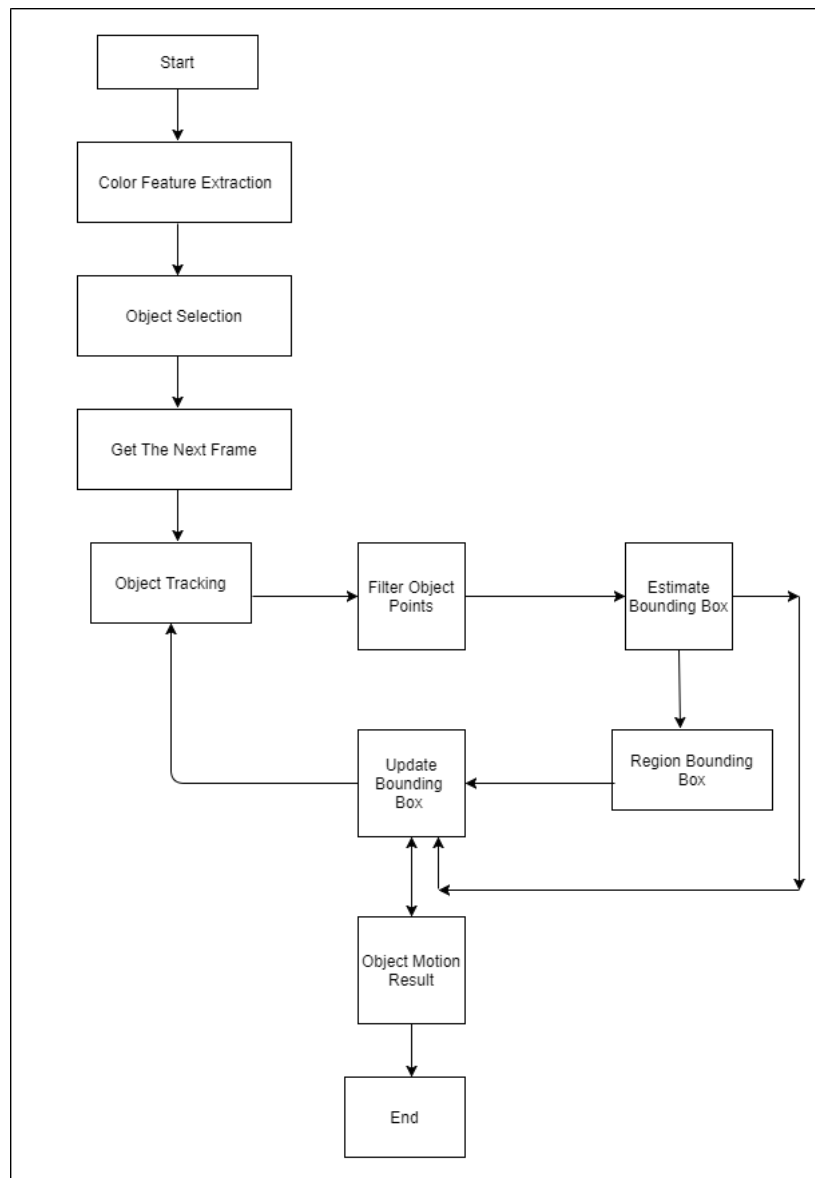 Start
Color Feature Extraction
Object Selection
Get The Next Frame
Object Tracking
Filter Object
Points
Estimate
Bounding Box
Update
Bounding
Box
Region Bounding
Box
Object Motion
Result
End